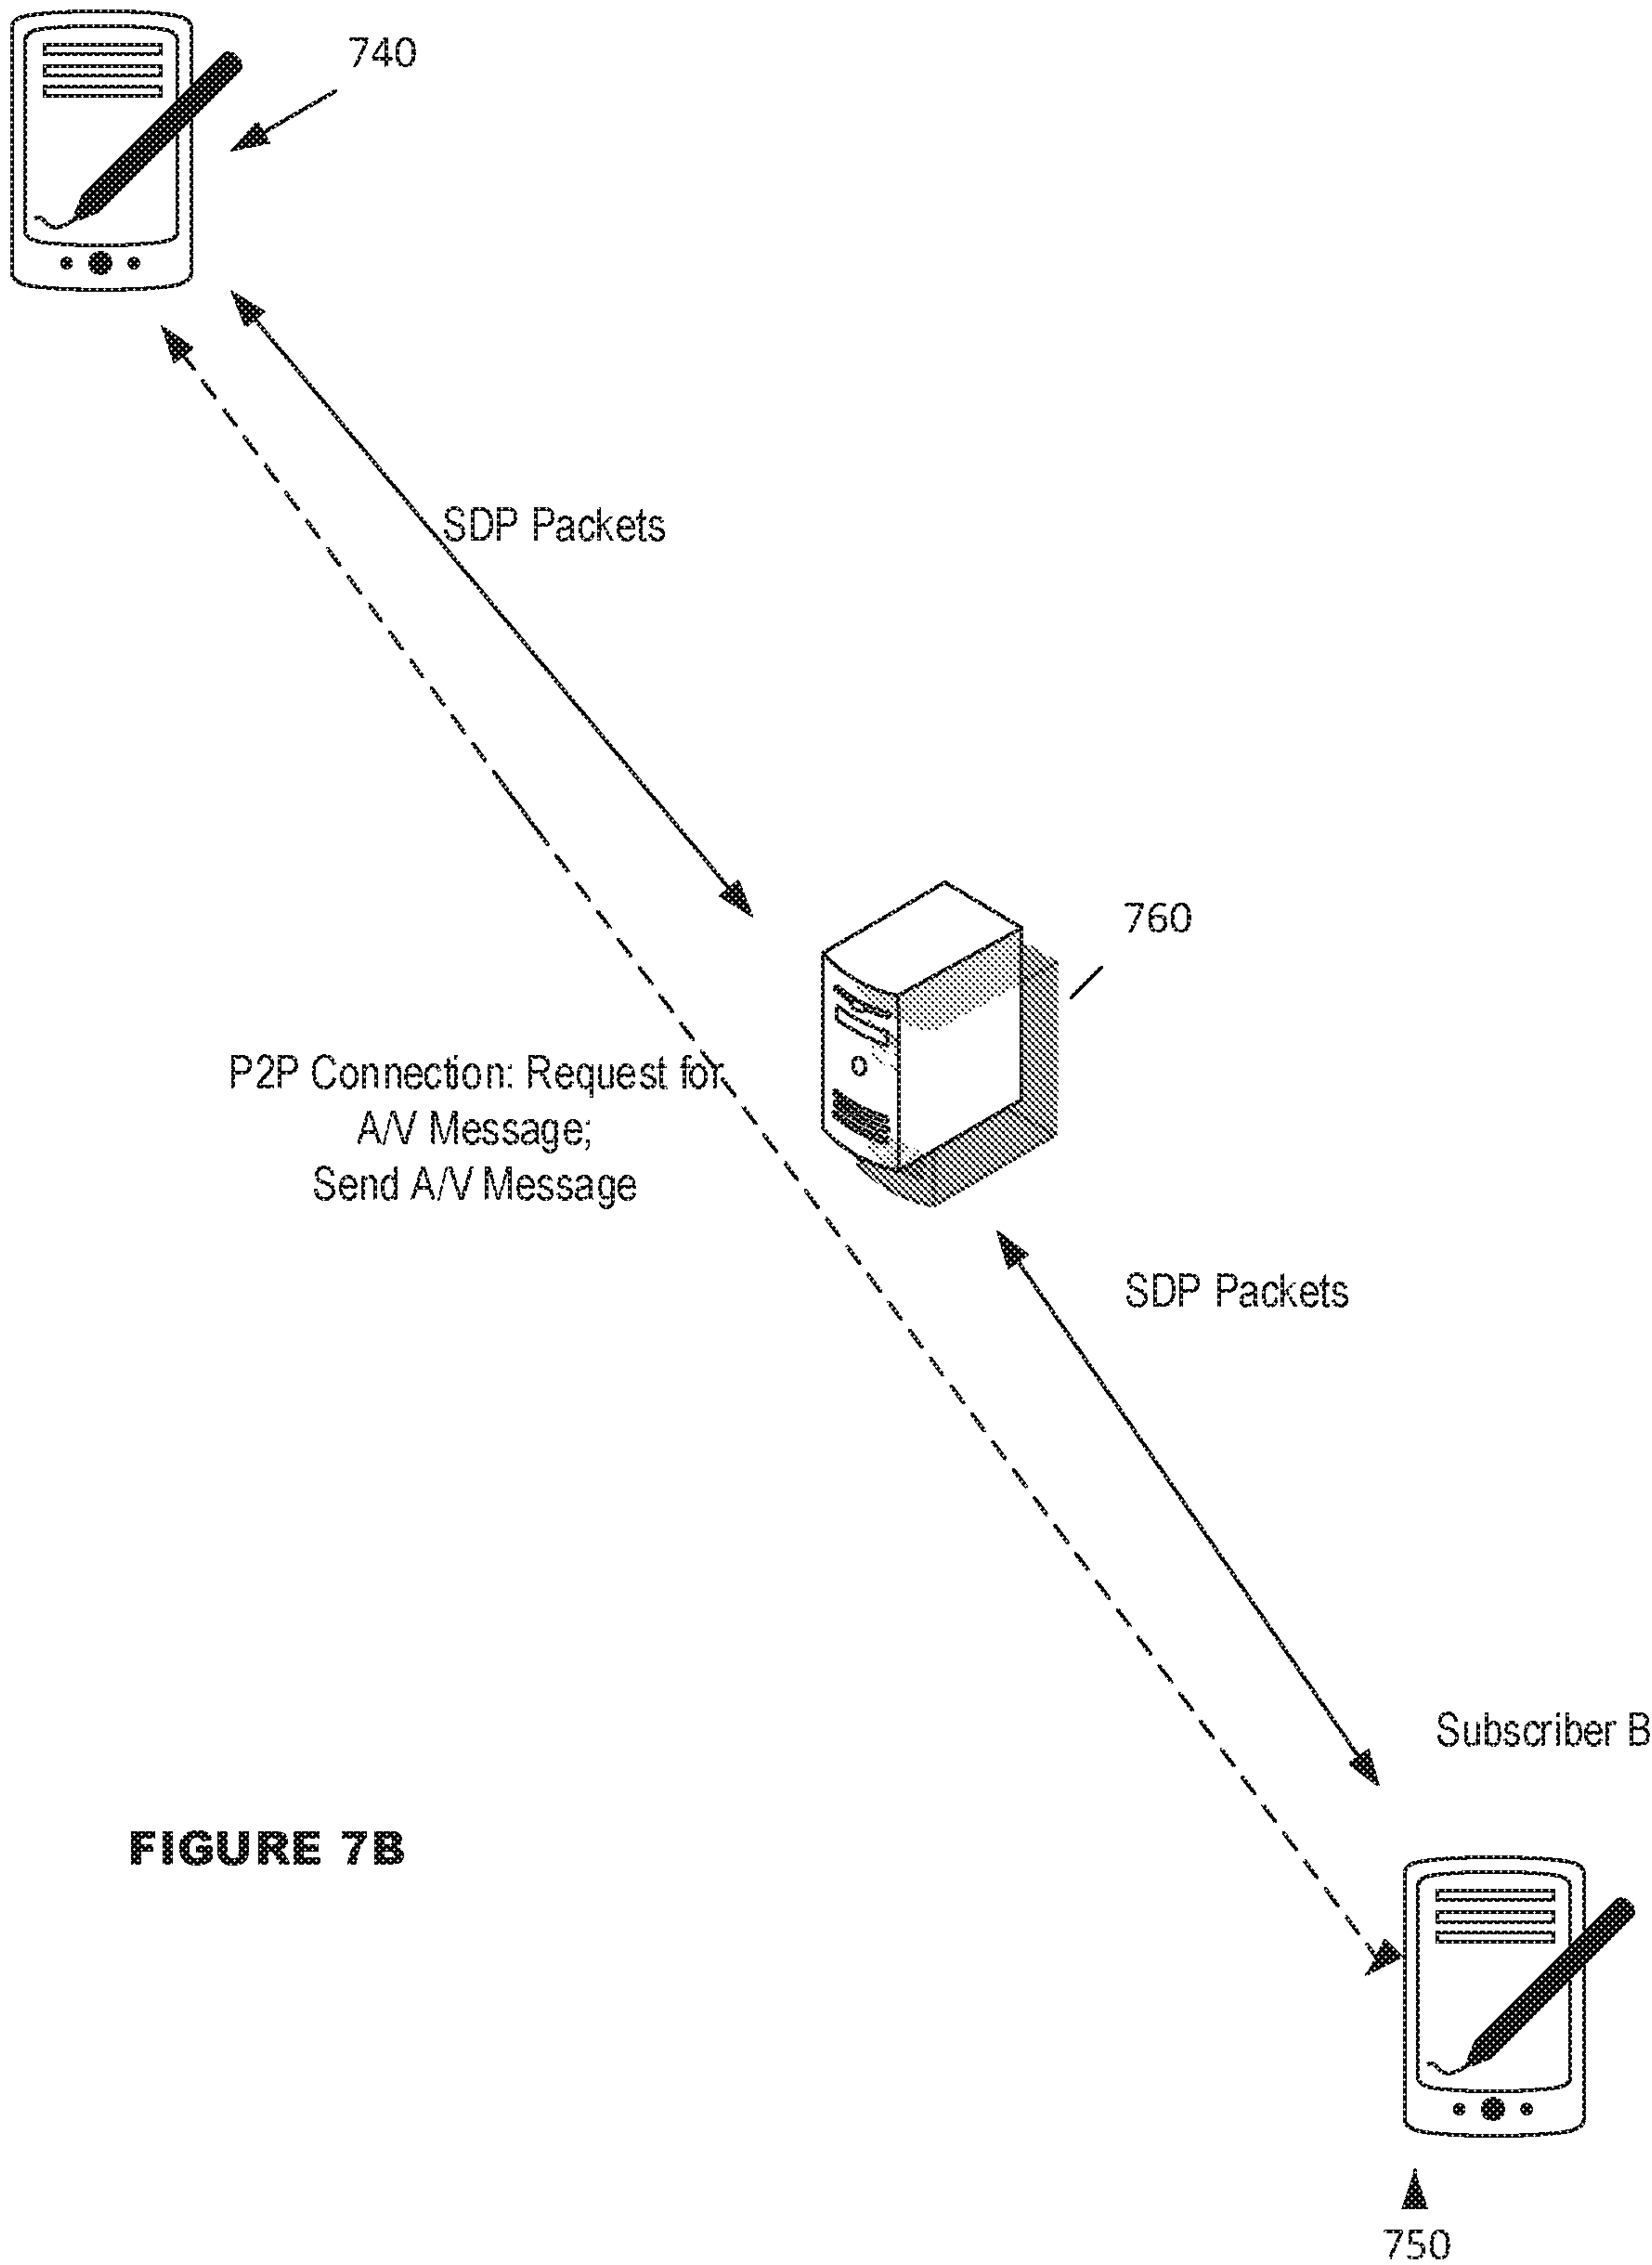 740
SDP Packets
760
P2P Connection: Request for
A/V Message;
Send A/V Message
SDP Packets
Subscriber B
FIGURE 7B
750